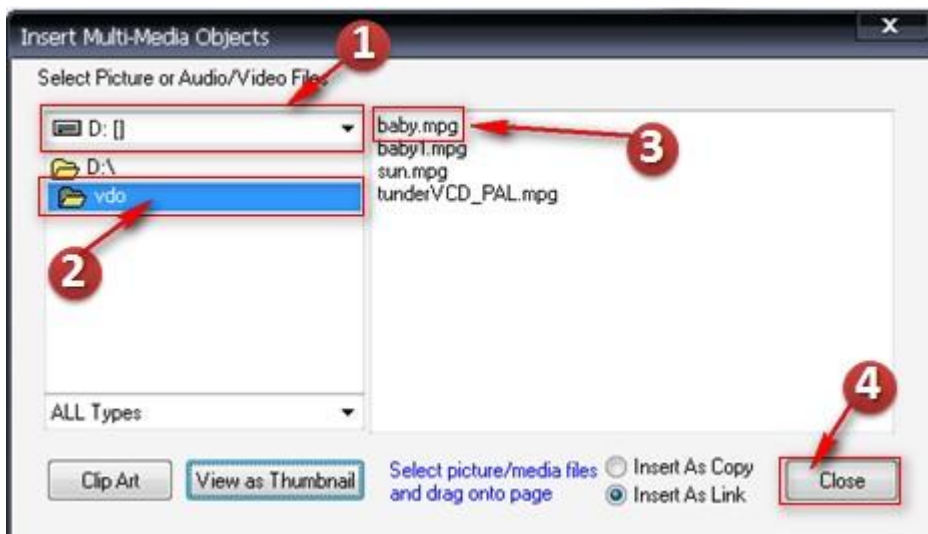 Insert Multi-Media Objects
X
1
Select Picture or Audio/Video Files
D: []
D:\
vdo
2
baby.mpg
baby1.mpg
sun.mpg
tunderVCD_PAL.mpg
3
ALL Types
4
Clip Art
View as Thumbnail
Select picture/media files
and drag onto page
Insert As Copy
Insert As Link
Close